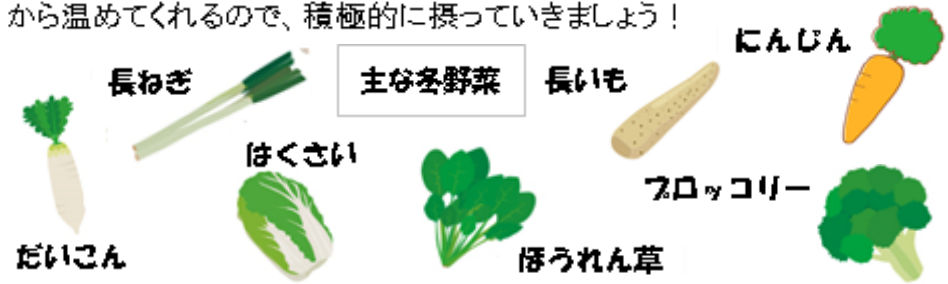 から温めてくれるので、積極的に摂っていきましょう！
にんじん
長ねぎ
主な冬野菜
長いも
はくさい
ブロッコリー
だいこん
ほうれん草